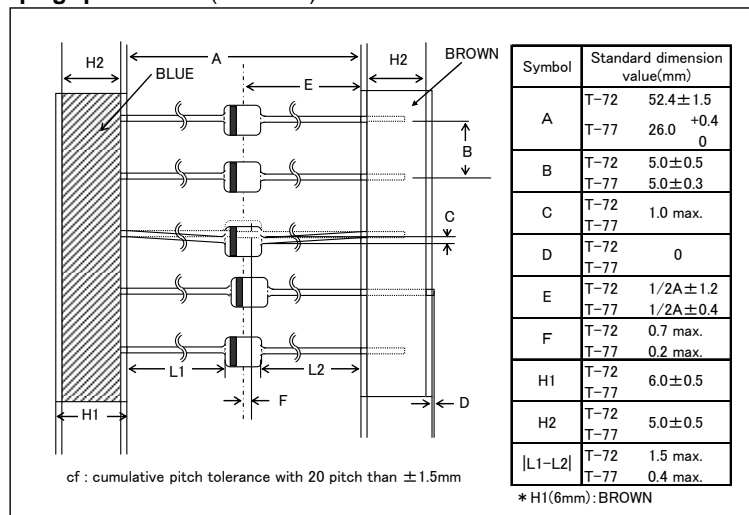 H2
A
H2
BROWN
BLUE
E
B
C
L1
L2
F
H1
D
cf : cumulative pitch tolerance with 20 pitch than ±1.5mm
Symbol Standard dimension value(mm)
A T-72 52.4±1.5
T-77 26.0 +0.4 0
B T-72 5.0±0.5
T-77 5.0±0.3
C T-72 T-77 1.0 max.
D T-72 T-77 0
E T-72 1/2A±1.2
T-77 1/2A±0.4
F T-72 0.7 max.
T-77 0.2 max.
H1 T-72 T-77 6.0±0.5
H2 T-72 T-77 5.0±0.5
|L1-L2| T-72 1.5 max.
T-77 0.4 max.
*H1(6mm):BROWN